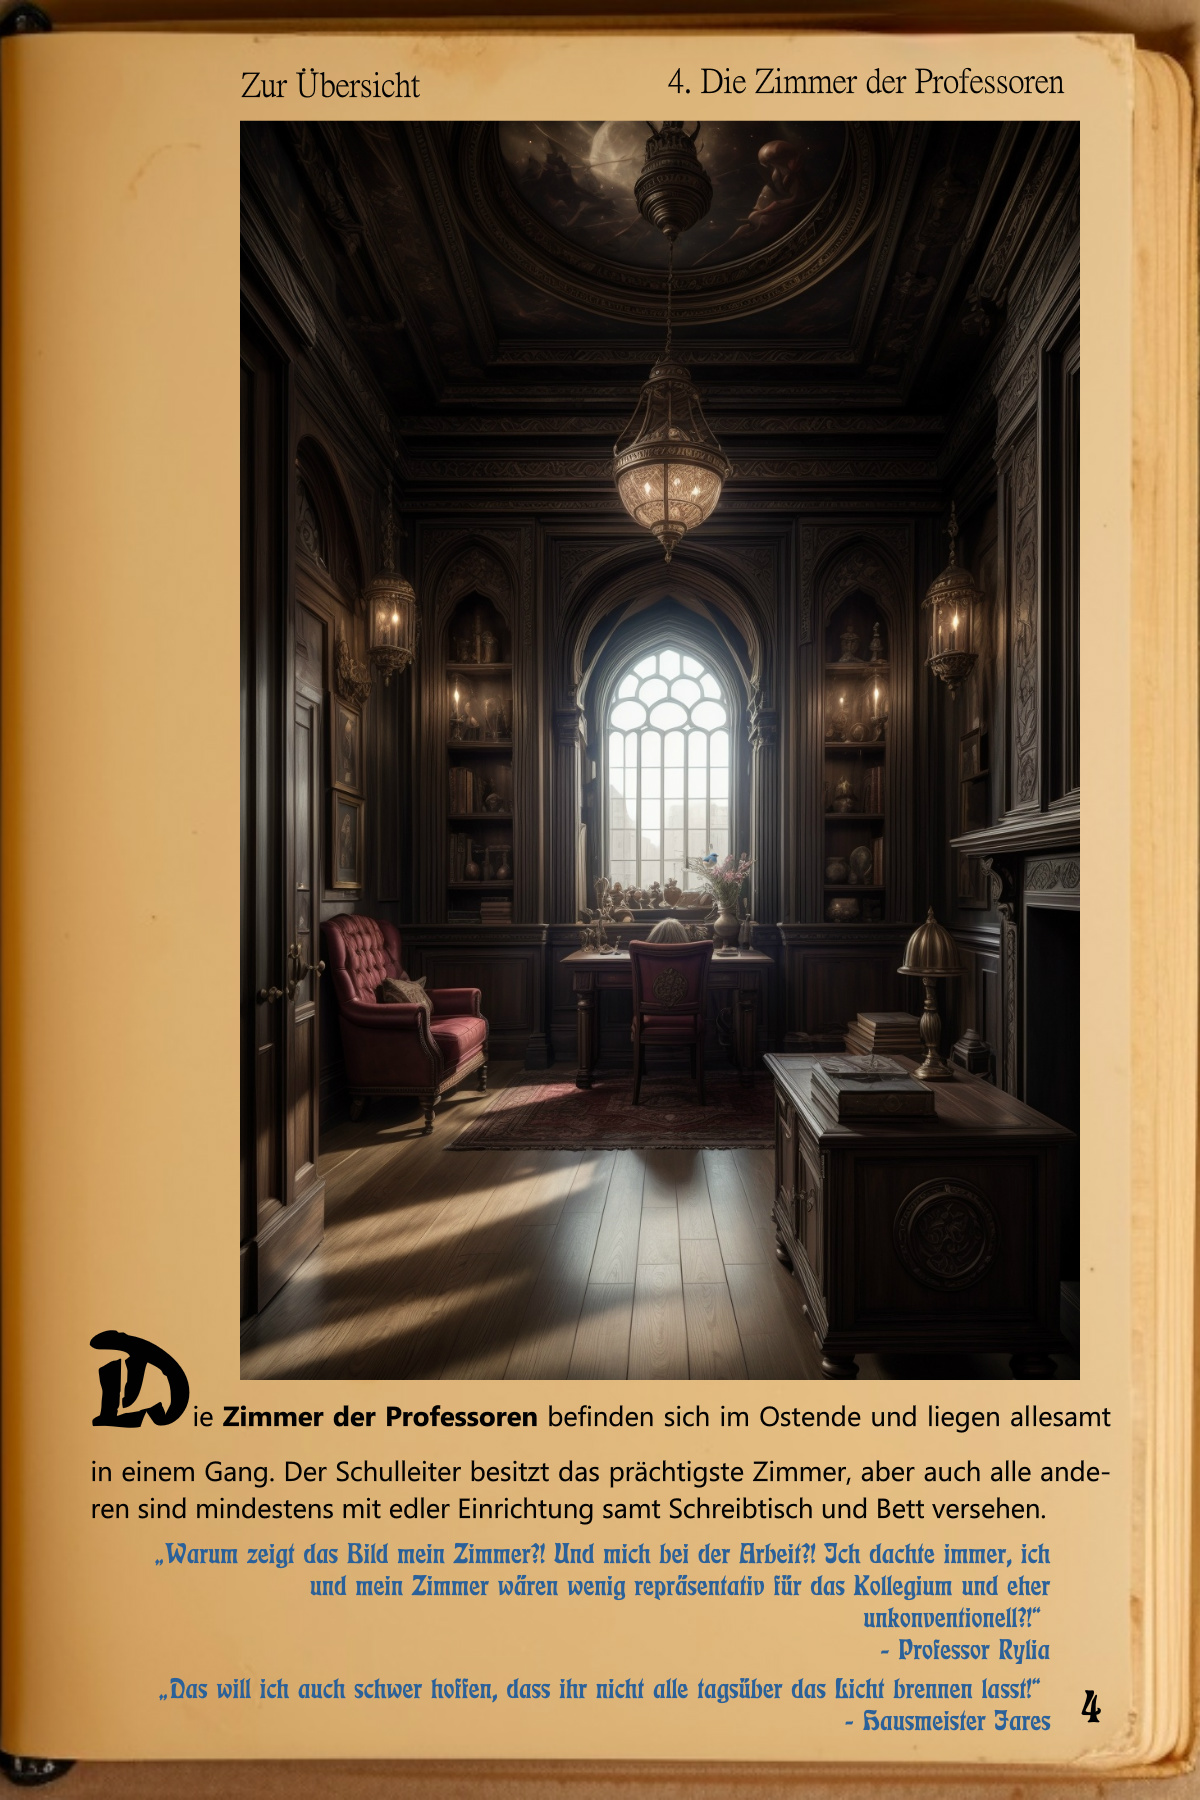 Zur Übersicht
4. Die Zimmer der Professoren
Die Zimmer der Professoren befinden sich im Ostende und liegen allesamt
in einem Gang. Der Schulleiter besitzt das prächtigste Zimmer, aber auch alle ande-
ren sind mindestens mit edler Einrichtung samt Schreibtisch und Bett versehen.
„Warum zeigt das Bild mein Zimmer?! Und mich bei der Arbeit?! Ich dachte immer, ich
und mein Zimmer wären wenig repräsentativ für das Kollegium und eher
unkonventionell?!“
- Professor Rylia
„Das will ich auch schwer hoffen, dass ihr nicht alle tagsüber das Licht brennen lasst!“
- Hausmeister Jares
4